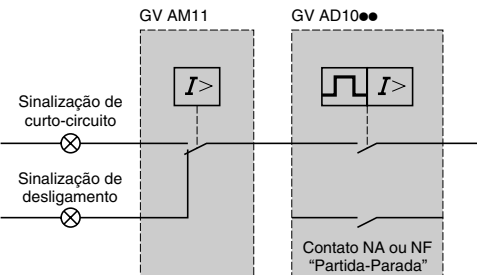 GV AM11
GV AD10●●
I>
I>
Sinalização de
curto-circuito
Sinalização de
desligamento
Contato NA ou NF
“Partida-Parada”